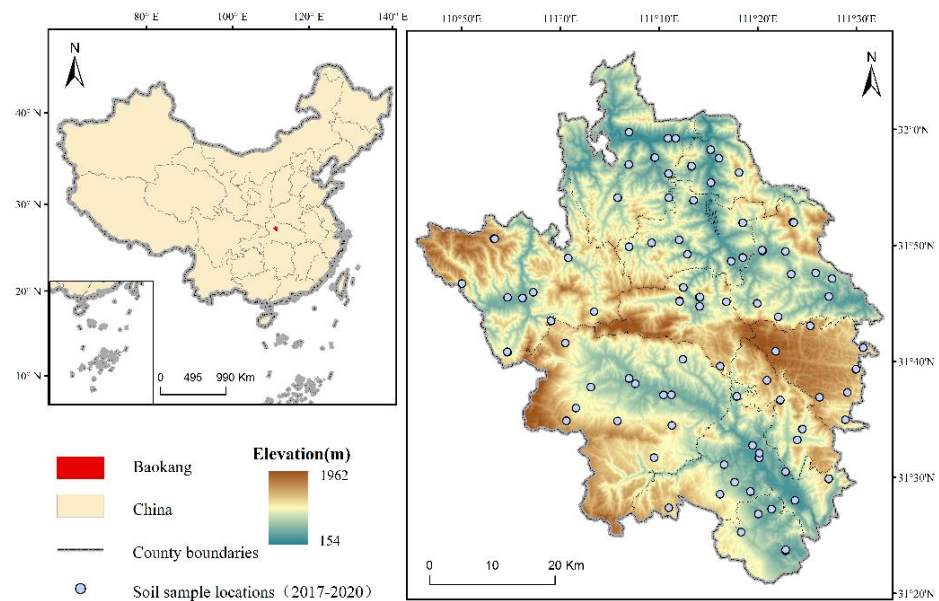 80° E
100° E
120° E
140° E
N
40° N
30° N
20° N
10° N
0 495 990 Km
Baokang
China
County boundaries
Soil sample locations（2017-2020）
Elevation(m)
1962
154
110°50'E
111°0'E
111°10'E
111°20'E
111°30'E
N
32°0'N
31°50'N
31°40'N
31°30'N
31°20'N
0 10 20 Km